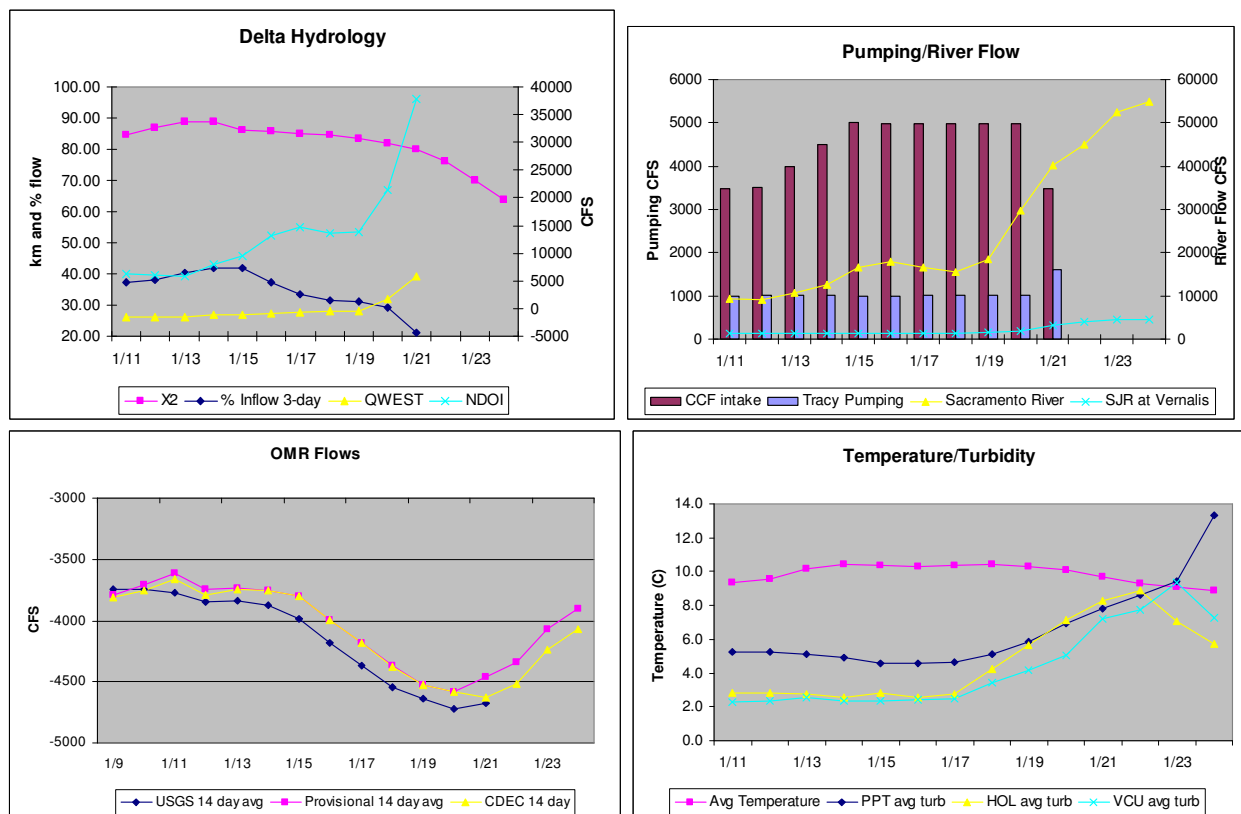 Delta Hydrology
100.00
90.00
80.00
70.00
60.00
50.00
40.00
30.00
20.00
km and % flow
40000
35000
30000
25000
20000
15000
10000
5000
0
-5000
CFS
1/11 1/13 1/15 1/17 1/19 1/21 1/23
X2 % Inflow 3-day QWEST NDOI
Pumping/River Flow
6000
5000
4000
3000
2000
1000
0
Pumping CFS
60000
50000
40000
30000
20000
10000
0
River Flow CFS
1/11 1/13 1/15 1/17 1/19 1/21 1/23
CCF intake Tracy Pumping Sacramento River SJR at Vernalis
OMR Flows
-3000
-3500
-4000
-4500
-5000
CFS
1/9 1/11 1/13 1/15 1/17 1/19 1/21 1/23
USGS 14 day avg Provisional 14 day avg CDEC 14 day
Temperature/Turbidity
14.0
12.0
10.0
8.0
6.0
4.0
2.0
0.0
Temperature (C)
1/11 1/13 1/15 1/17 1/19 1/21 1/23
Avg Temperature PPT avg turb HOL avg turb VCU avg turb